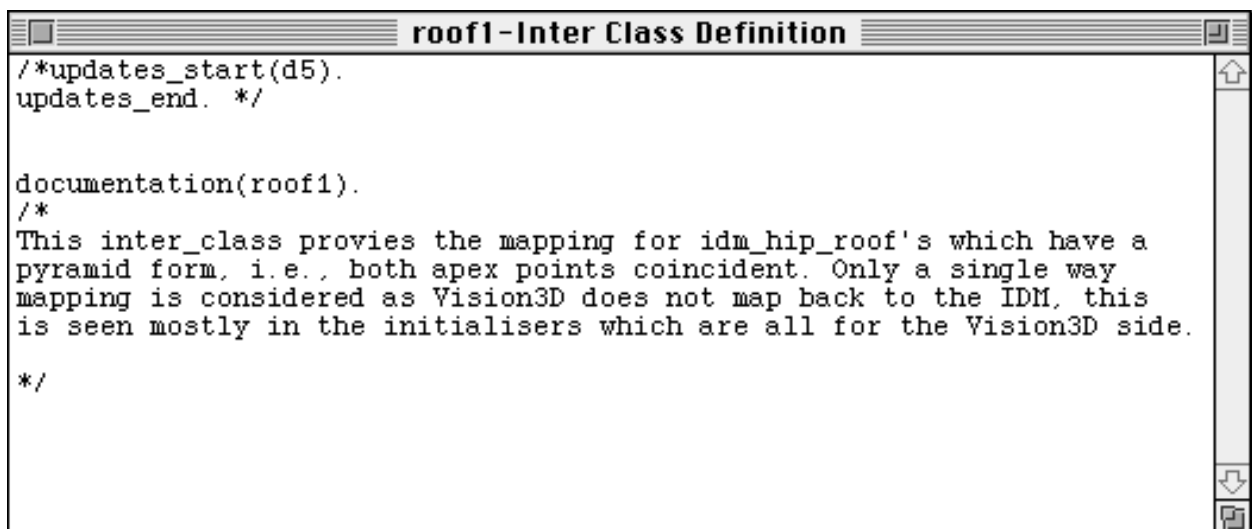 roof1-Inter Class Definition
/*updates_start(d5).
updates_end. */
documentation(roof1).
/*
This inter_class provies the mapping for idm_hip_roof's which have a
pyramid form, i.e., both apex points coincident. Only a single way
mapping is considered as Vision3D does not map back to the IDM, this
is seen mostly in the initialisers which are all for the Vision3D side.
*/